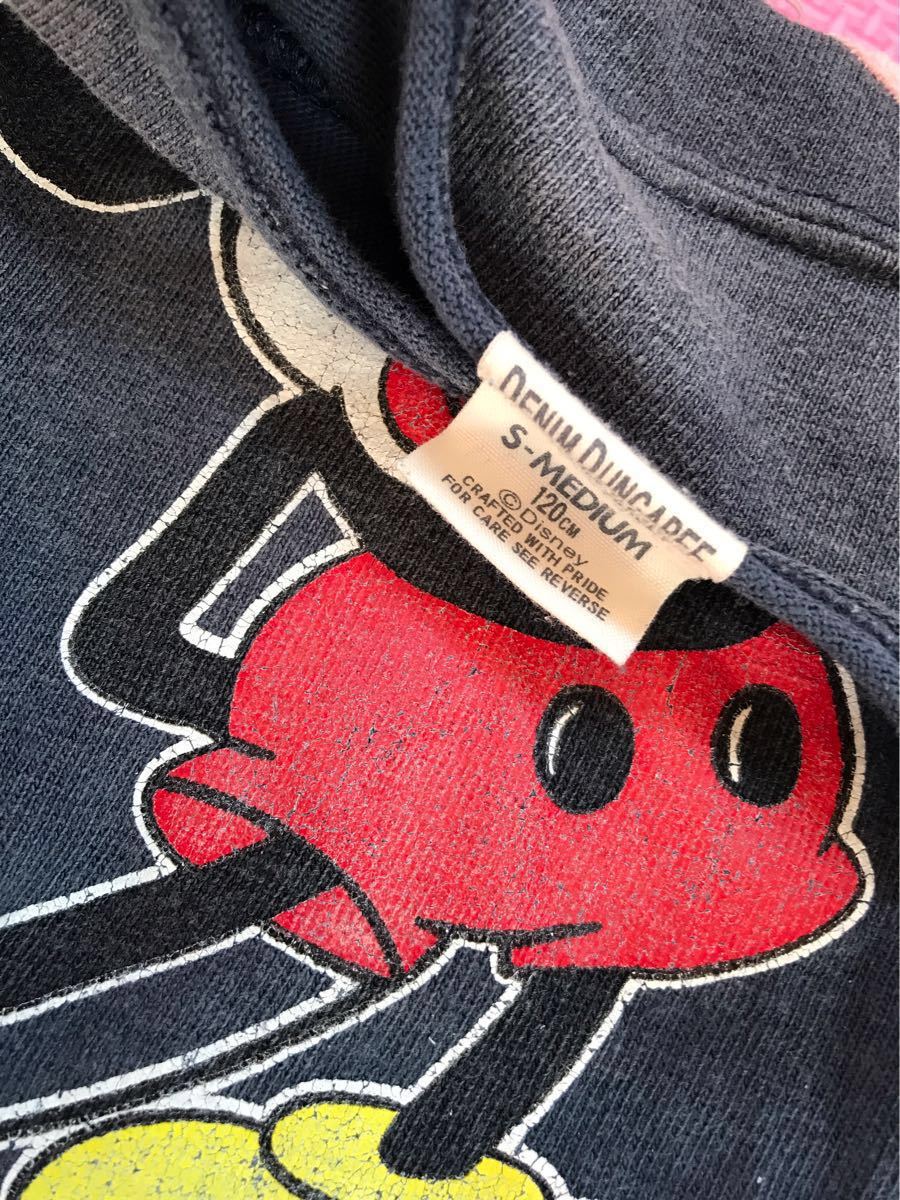 DENIM DUNGAREE
S-MEDIUM
120CM
©Disney
CRAFTED WITH PRIDE
FOR CARE SEE REVERSE